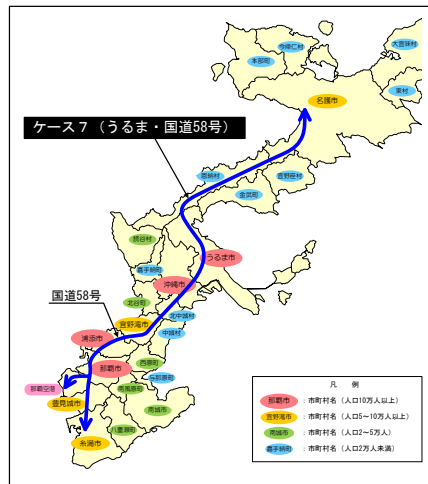 今帰仁村
大宜味村
本部町
東村
名護市
ケース7（うるま・国道58号）
恩納村
宜野座村
金武町
読谷村
うるま市
嘉手納町
沖縄市
北谷町
国道58号
北中城村
宜野湾市
中城村
浦添市
西原町
那覇市
与那原町
那覇空港
南風原町
豊見城市
南城市
八重瀬町
糸満市
凡　例
那覇市 ：市町村名（人口10万人以上）
宜野湾市 ：市町村名（人口5～10万人以上）
南城市 ：市町村名（人口2～5万人）
嘉手納町 ：市町村名（人口2万人未満）